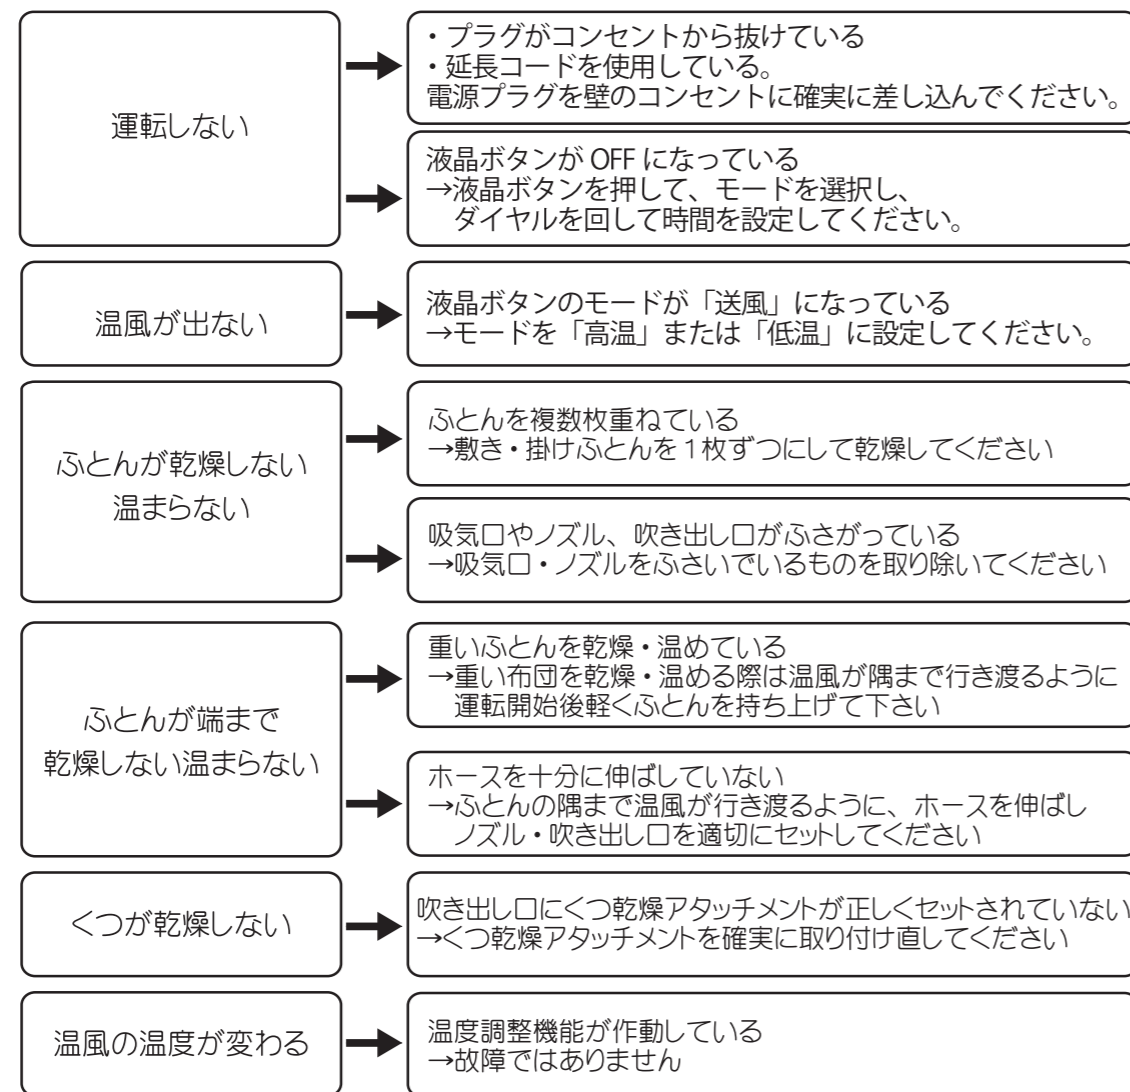 運転しない
・プラグがコンセントから抜けている
・延長コードを使用している。
電源プラグを壁のコンセントに確実に差し込んでください。
液晶ボタンが OFF になっている
→液晶ボタンを押して、モードを選択し、
ダイヤルを回して時間を設定してください。
温風が出ない
液晶ボタンのモードが「送風」になっている
→モードを「高温」または「低温」に設定してください。
ふとんが乾燥しない
温まらない
ふとんを複数枚重ねている
→敷き・掛けふとんを1枚ずつにして乾燥してください
吸気口やノズル、吹き出し口がふさがっている
→吸気口・ノズルをふさいでいるものを取り除いてください
ふとんが端まで
乾燥しない温まらない
重いふとんを乾燥・温めている
→重い布団を乾燥・温める際は温風が隅まで行き渡るように
運転開始後軽くふとんを持ち上げて下さい
ホースを十分に伸ばしていない
→ふとんの隅まで温風が行き渡るように、ホースを伸ばし
ノズル・吹き出し口を適切にセットしてください
くつが乾燥しない
吹き出し口にくつ乾燥アタッチメントが正しくセットされていない
→くつ乾燥アタッチメントを確実に取り付け直してください
温風の温度が変わる
温度調整機能が作動している
→故障ではありません